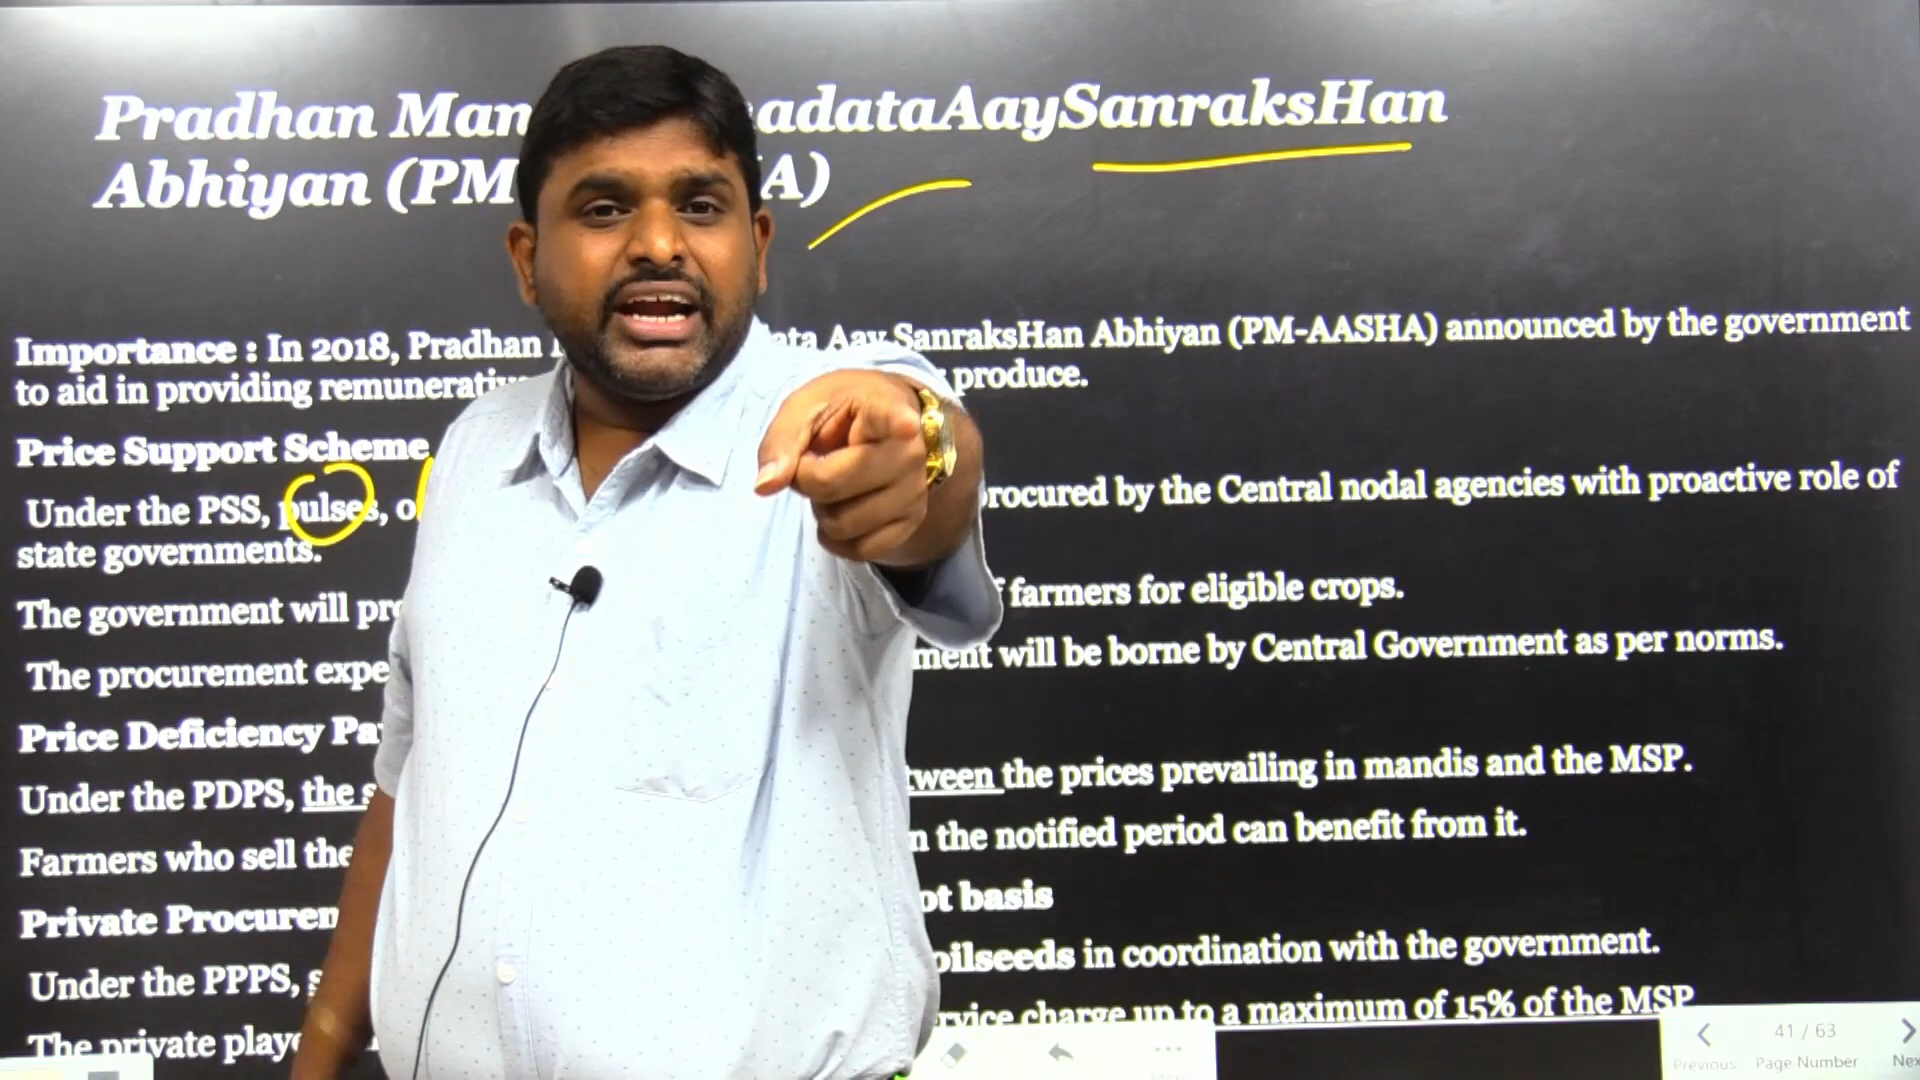 Pradhan Man adataAaySanraksHan
Abhiyan (PM A)
Importance : In 2018, Pradhan ata Aay SanraksHan Abhiyan (PM-AASHA) announced by the government
to aid in providing remunerativ produce.
Price Support Scheme
Under the PSS, pulses, procured by the Central nodal agencies with proactive role of
state governments.
The government will pro f farmers for eligible crops.
The procurement expe ment will be borne by Central Government as per norms.
Price Deficiency Pa
Under the PDPS, the s tween the prices prevailing in mandis and the MSP.
Farmers who sell the n the notified period can benefit from it.
Private Procurem ot basis
Under the PPPS, s oilseeds in coordination with the government.
The private playe rvice charge up to a maximum of 15% of the MSP
41 / 63
Previous Page Number Nex